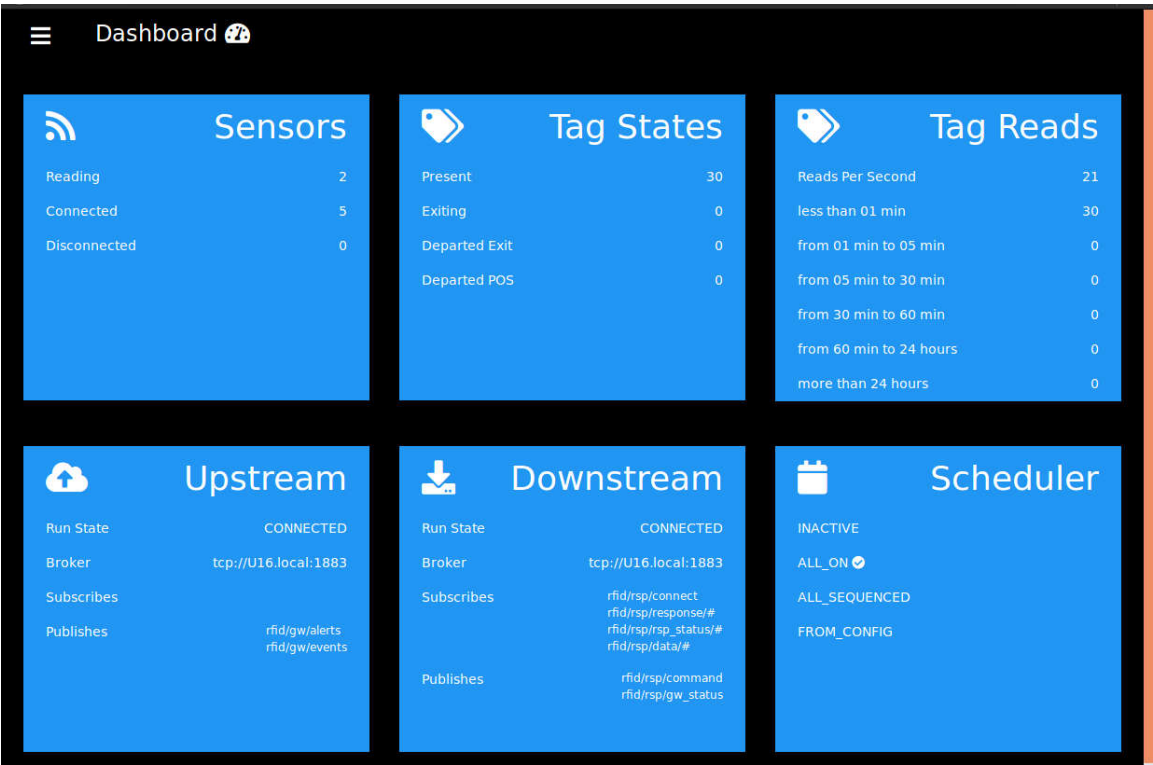 Dashboard
Sensors
Reading 2
Connected 5
Disconnected 0
Tag States
Present 30
Exiting 0
Departed Exit 0
Departed POS 0
Tag Reads
Reads Per Second 21
less than 01 min 30
from 01 min to 05 min 0
from 05 min to 30 min 0
from 30 min to 60 min 0
from 60 min to 24 hours 0
more than 24 hours 0
Upstream
Run State CONNECTED
Broker tcp://U16.local:1883
Subscribes
Publishes rfid/gw/alerts
rfid/gw/events
Downstream
Run State CONNECTED
Broker tcp://U16.local:1883
Subscribes rfid/rsp/connect
rfid/rsp/response/#
rfid/rsp/rsp_status/#
rfid/rsp/data/#
Publishes rfid/rsp/command
rfid/rsp/gw_status
Scheduler
INACTIVE
ALL_ON
ALL_SEQUENCED
FROM_CONFIG